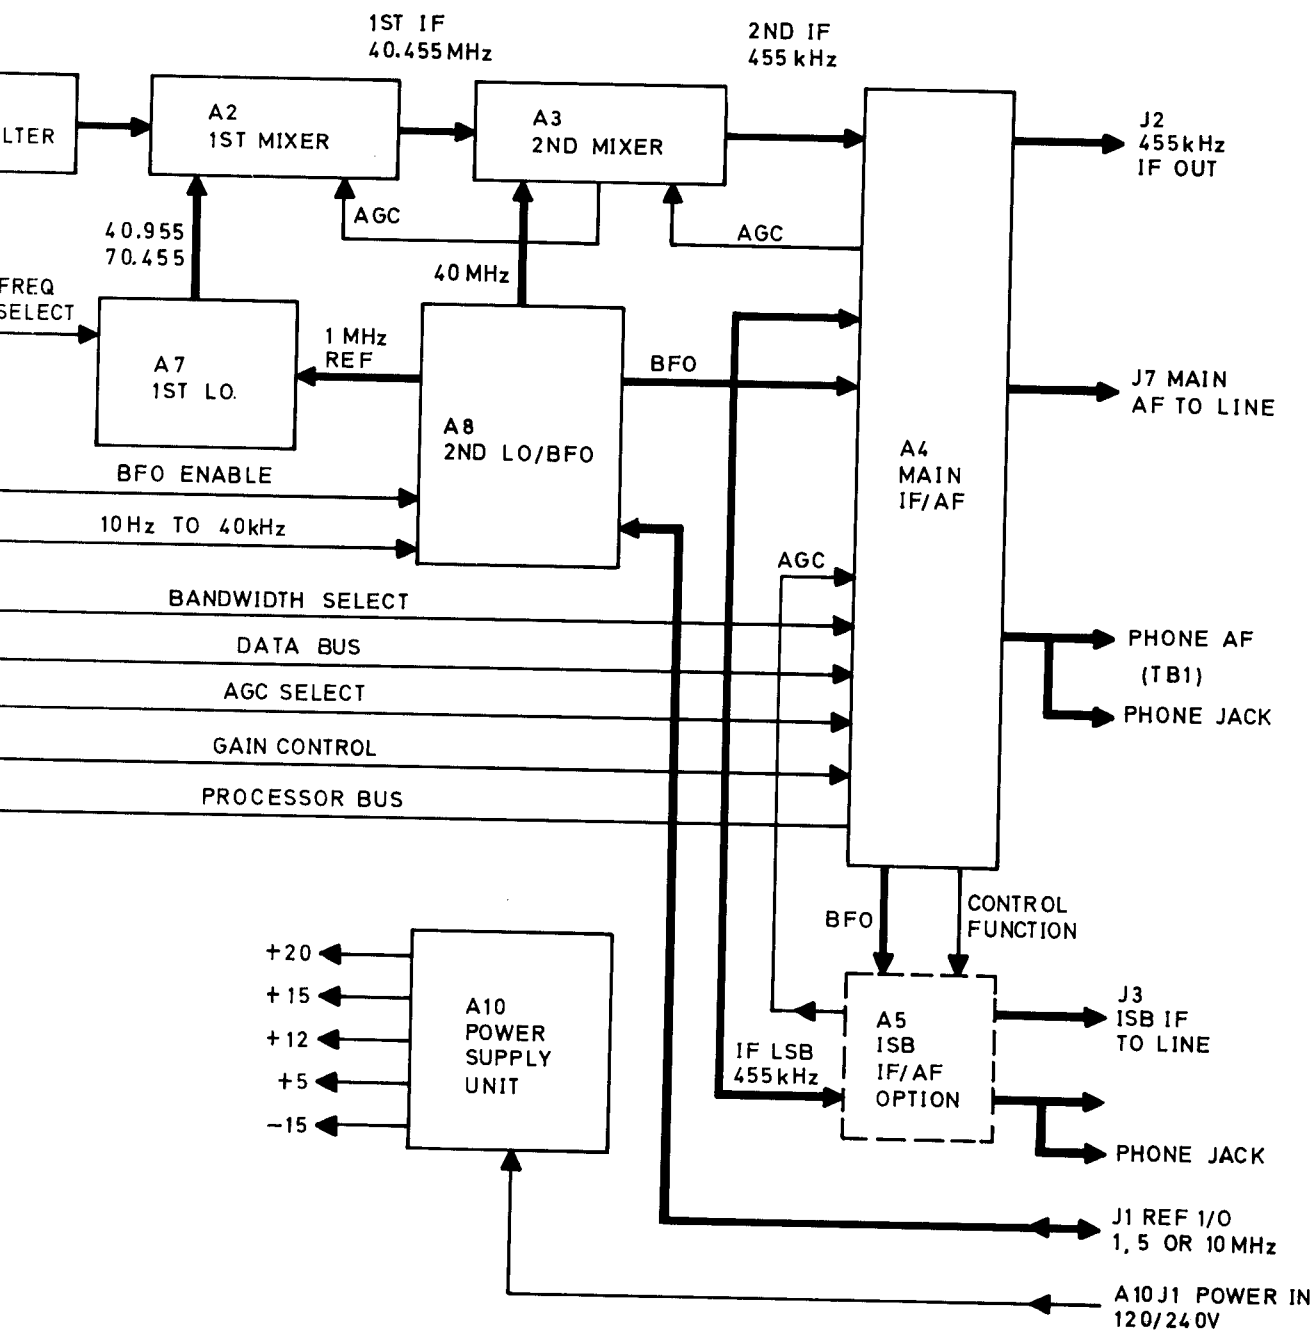 1ST IF
40.455 MHz
2ND IF
455 kHz
LTER
A2
1ST MIXER
A3
2ND MIXER
J2
455kHz
IF OUT
AGC
AGC
40.955
70.455
40 MHz
FREQ
SELECT
1 MHz
REF
A7
1ST LO.
BFO
J7 MAIN
AF TO LINE
A8
2ND LO/BFO
A4
MAIN
IF/AF
BFO ENABLE
10Hz TO 40kHz
AGC
BANDWIDTH SELECT
DATA BUS
AGC SELECT
GAIN CONTROL
PROCESSOR BUS
PHONE AF
(TB1)
PHONE JACK
BFO
CONTROL
FUNCTION
+20
+15
+12
+5
-15
A10
POWER
SUPPLY
UNIT
IF LSB
455kHz
A5
ISB
IF/AF
OPTION
J3
ISB IF
TO LINE
PHONE JACK
J1 REF 1/0
1, 5 OR 10 MHz
A10 J1 POWER IN
120/240V